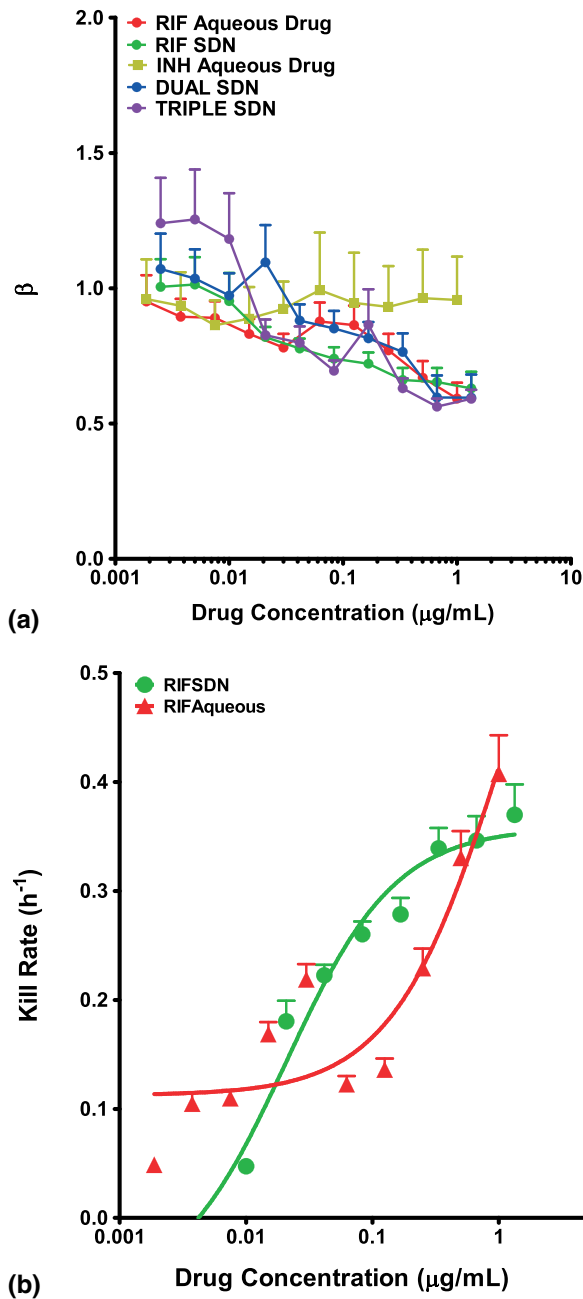 2.0
RIF Aqueous Drug
RIF SDN
INH Aqueous Drug
DUAL SDN
TRIPLE SDN
1.5
β
1.0
0.5
0.0
0.001 0.01 0.1 1 10
Drug Concentration (μg/mL)
(a)
0.5
RIFSDN
RIFAqueous
0.4
Kill Rate (h⁻¹)
0.3
0.2
0.1
0.0
0.001 0.01 0.1 1
Drug Concentration (μg/mL)
(b)